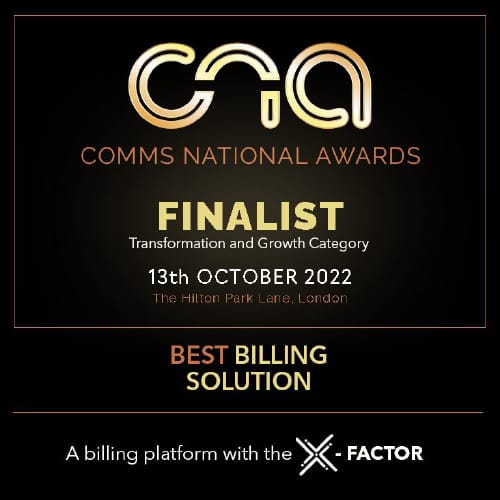 cna
COMMS NATIONAL AWARDS
FINALIST
Transformation and Growth Category
13th OCTOBER 2022
The Hilton Park Lane, London
BEST BILLING
SOLUTION
A billing platform with the X - FACTOR